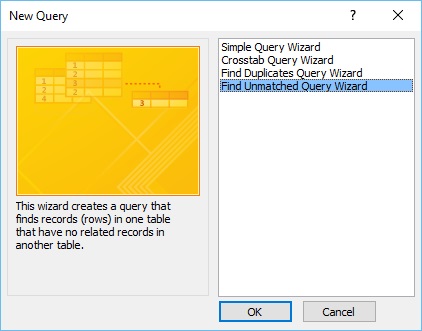 New Query
?
Simple Query Wizard
Crosstab Query Wizard
Find Duplicates Query Wizard
Find Unmatched Query Wizard
1
2
3
4
1
2
3
2
3
This wizard creates a query that
finds records (rows) in one table
that have no related records in
another table.
OK
Cancel